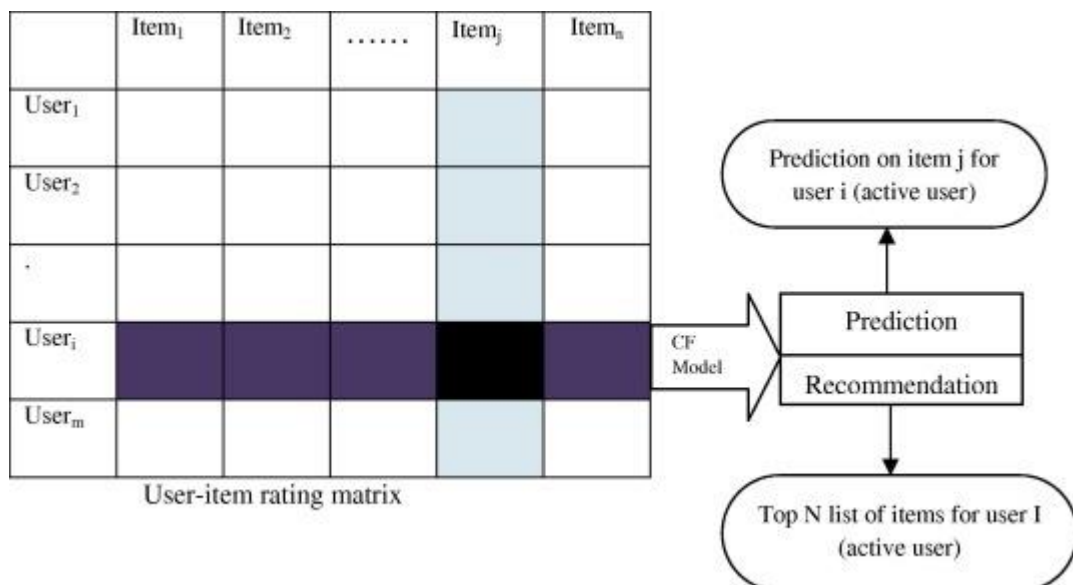 Item₁ Item₂ ...... Itemⱼ Itemₙ
User₁
User₂
.
Userᵢ
Userₘ
User-item rating matrix
CF
Model
Prediction on item j for
user i (active user)
Prediction
Recommendation
Top N list of items for user I
(active user)